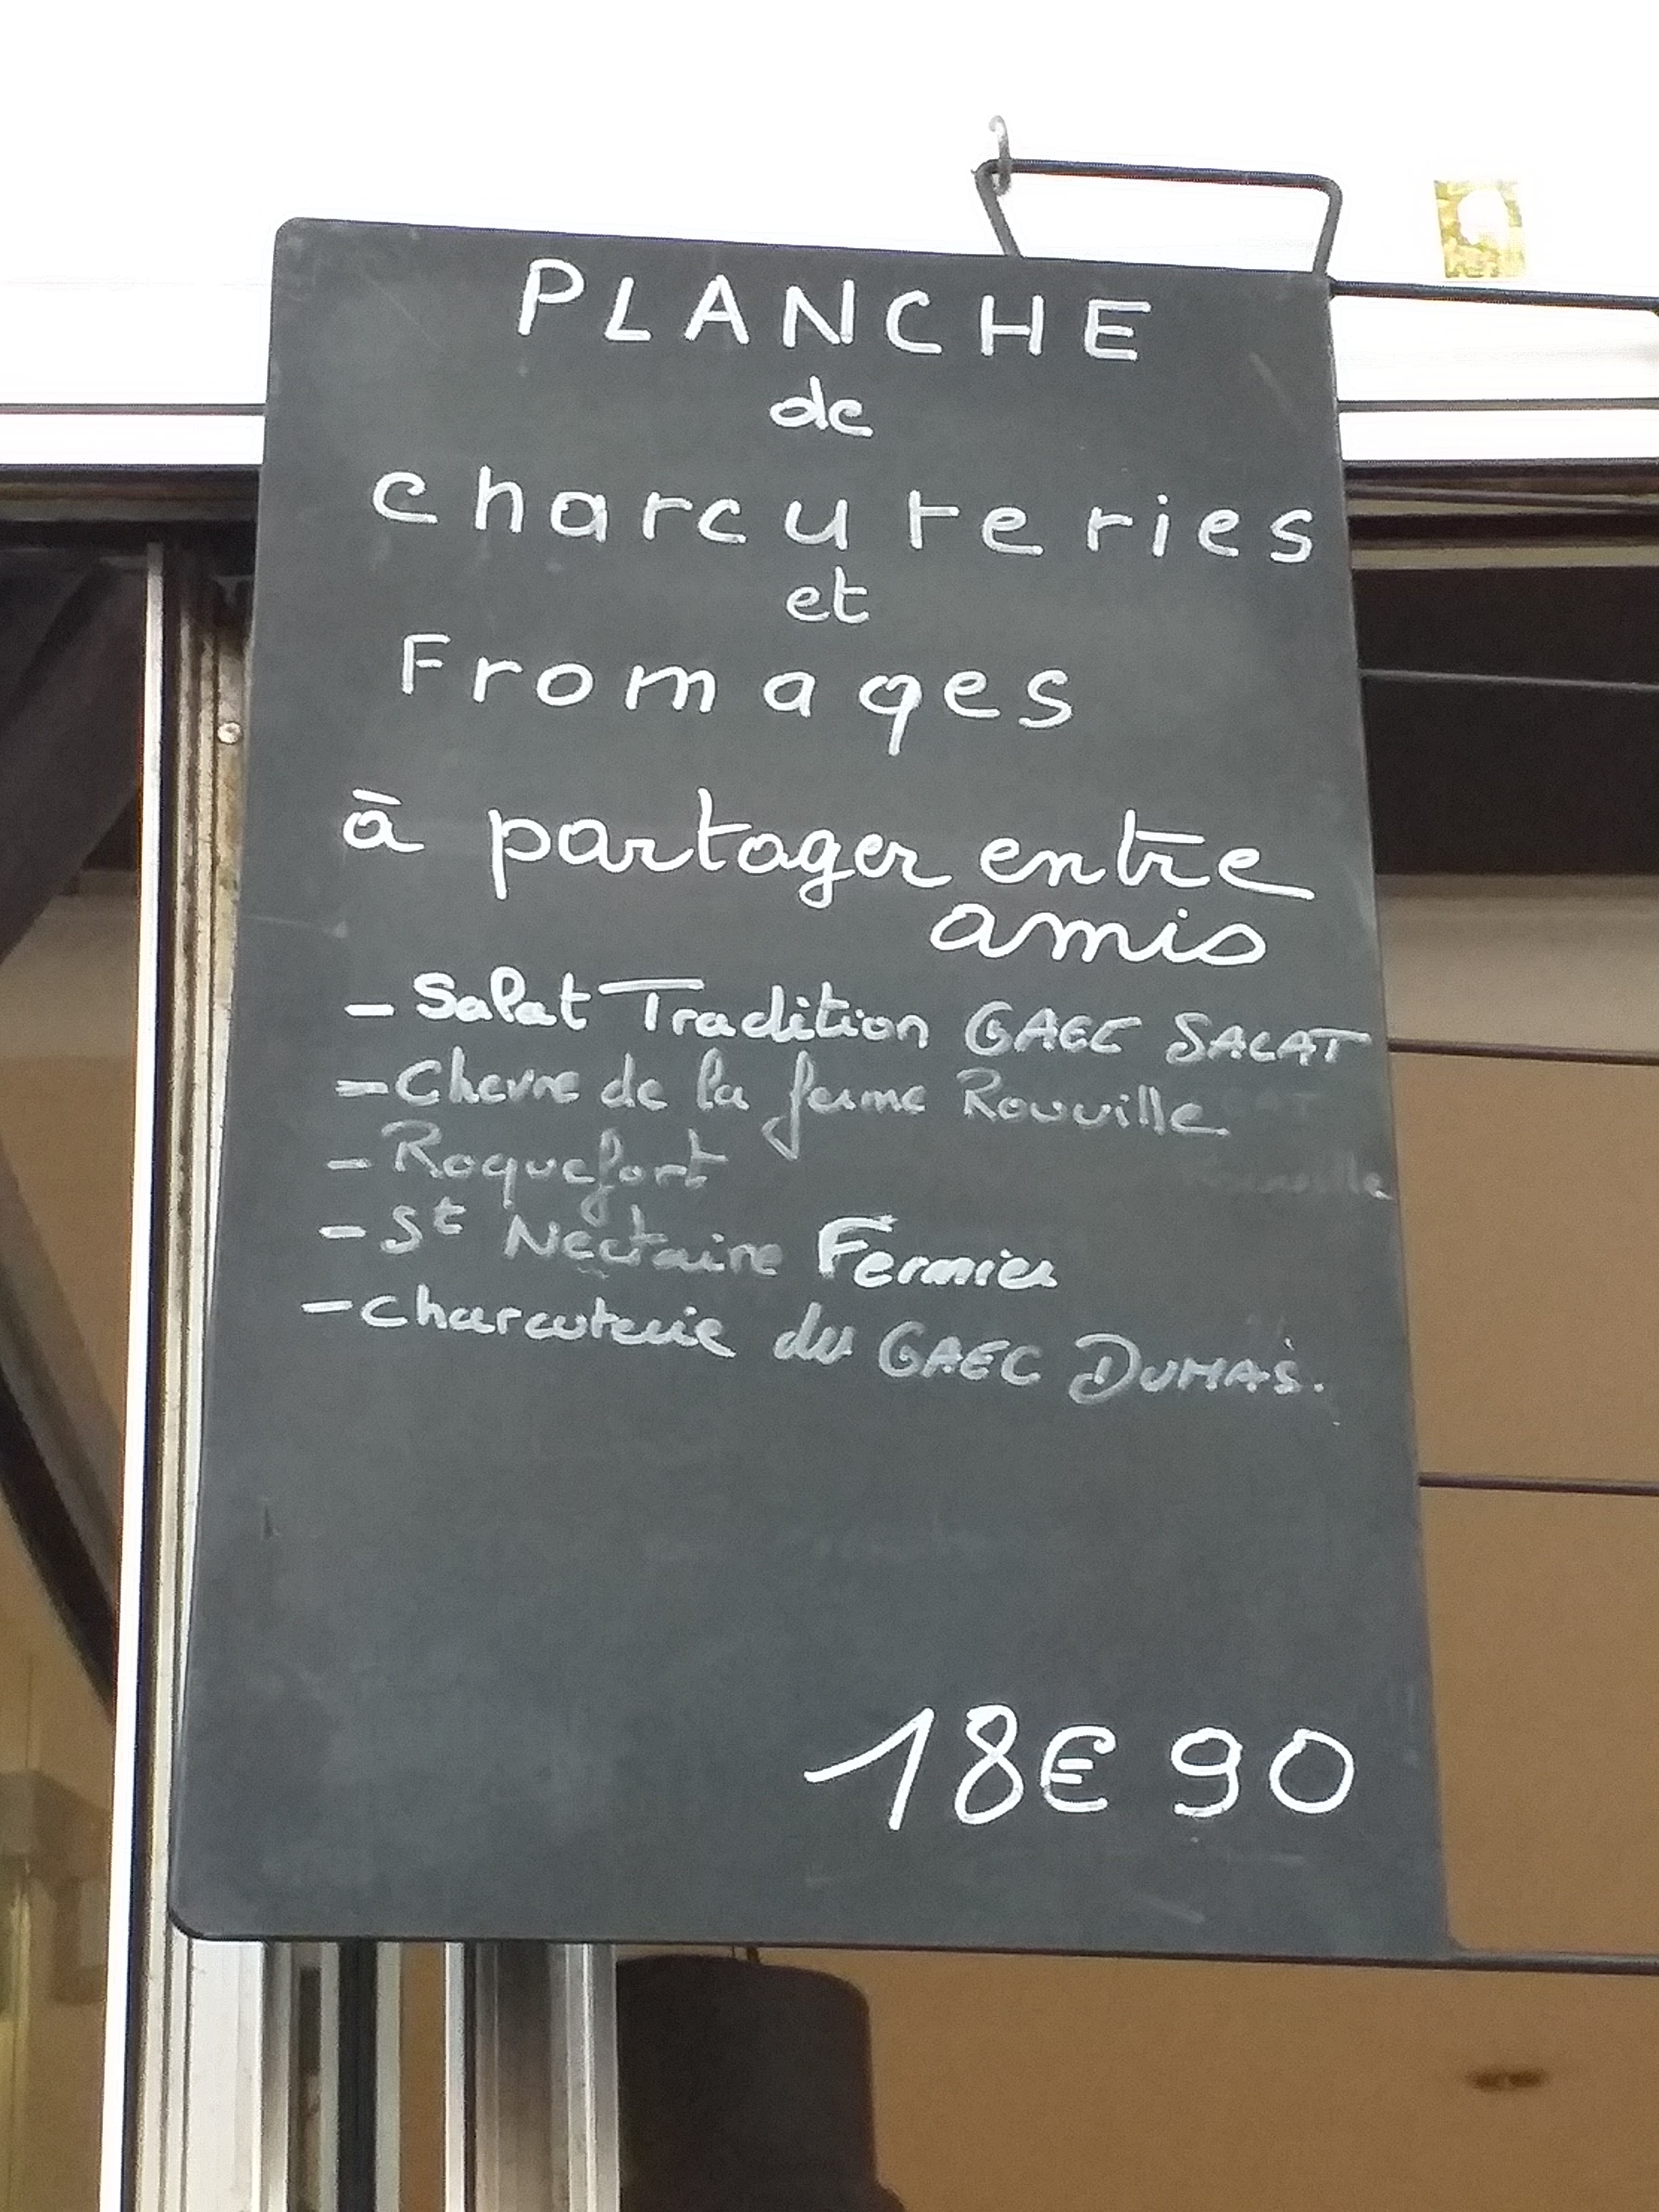 PLANCHE
de
charcuteries
et
Fromages
à partager entre
amis
- Salat Tradition GAEC SALAT
- Chevre de la ferme Rouville
- Roquefort
- St Nectaire Fermier
- charcuterie du GAEC DUMAS.
18€90